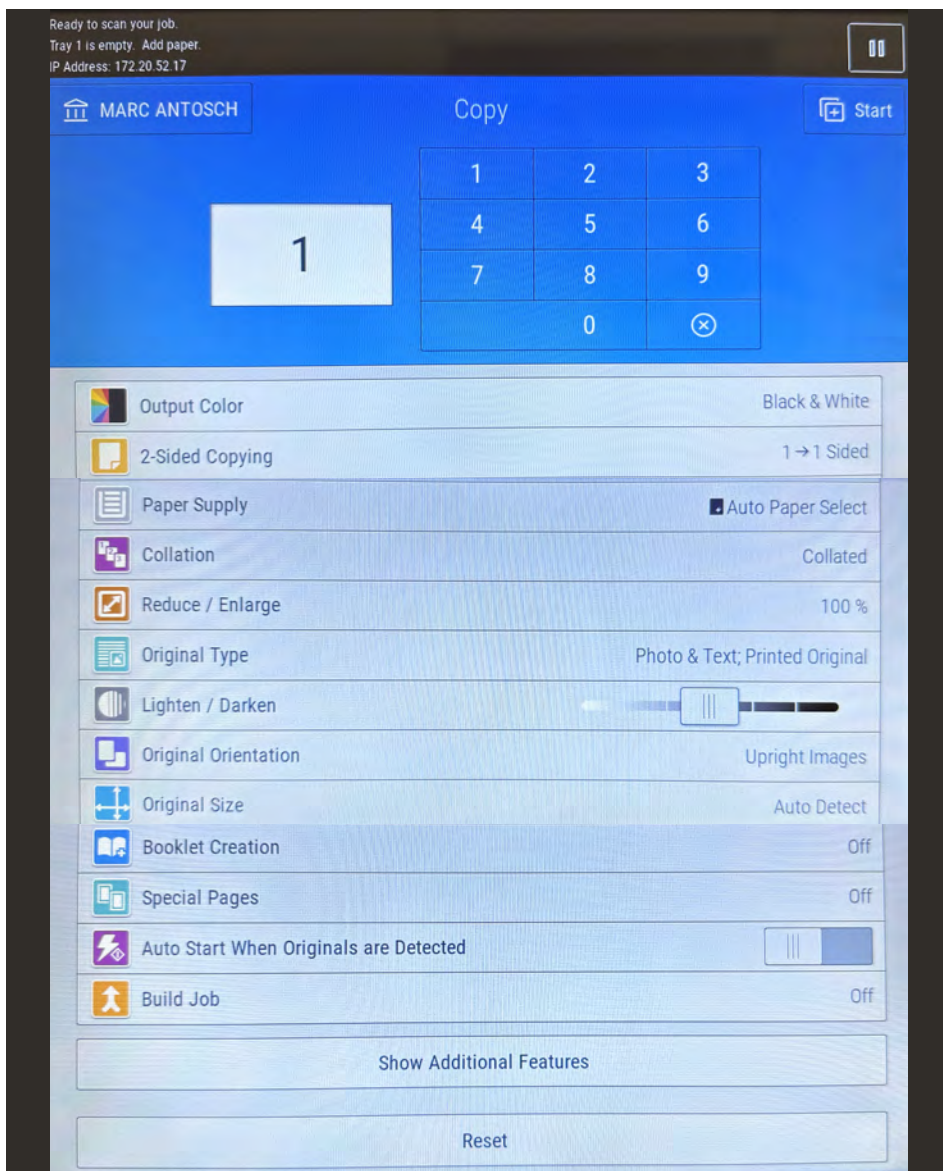 Ready to scan your job.
Tray 1 is empty. Add paper.
IP Address: 172.20.52.17
MARC ANTOSCH
Copy
Start
1 2 3
4 5 6
1
7 8 9
0
Output Color Black & White
2-Sided Copying 1→1 Sided
Paper Supply Auto Paper Select
Collation Collated
Reduce / Enlarge 100 %
Original Type Photo & Text; Printed Original
Lighten / Darken
Original Orientation Upright Images
Original Size Auto Detect
Booklet Creation Off
Special Pages Off
Auto Start When Originals are Detected
Build Job Off
Show Additional Features
Reset